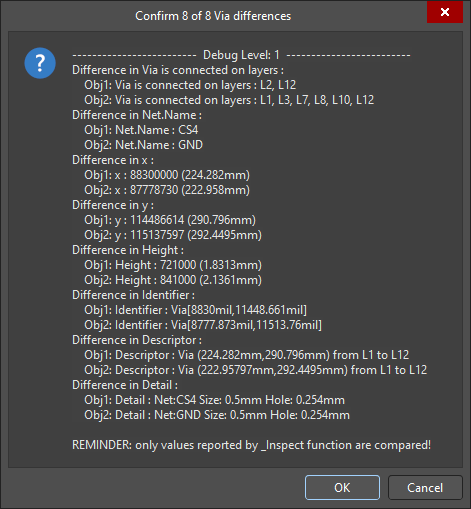 Confirm 8 of 8 Via differences
------------------------- Debug Level: 1 -------------------------
Difference in Via is connected on layers :
Obj1: Via is connected on layers : L2, L12
Obj2: Via is connected on layers : L1, L3, L7, L8, L10, L12
Difference in Net.Name :
Obj1: Net.Name : CS4
Obj2: Net.Name : GND
Difference in x :
Obj1: x : 88300000 (224.282mm)
Obj2: x : 87778730 (222.958mm)
Difference in y :
Obj1: y : 114486614 (290.796mm)
Obj2: y : 115137597 (292.4495mm)
Difference in Height :
Obj1: Height : 721000 (1.8313mm)
Obj2: Height : 841000 (2.1361mm)
Difference in Identifier :
Obj1: Identifier : Via[8830mil,11448.661mil]
Obj2: Identifier : Via[8777.873mil,11513.76mil]
Difference in Descriptor :
Obj1: Descriptor : Via (224.282mm,290.796mm) from L1 to L12
Obj2: Descriptor : Via (222.95797mm,292.4495mm) from L1 to L12
Difference in Detail :
Obj1: Detail : Net:CS4 Size: 0.5mm Hole: 0.254mm
Obj2: Detail : Net:GND Size: 0.5mm Hole: 0.254mm
REMINDER: only values reported by _Inspect function are compared!
OK
Cancel